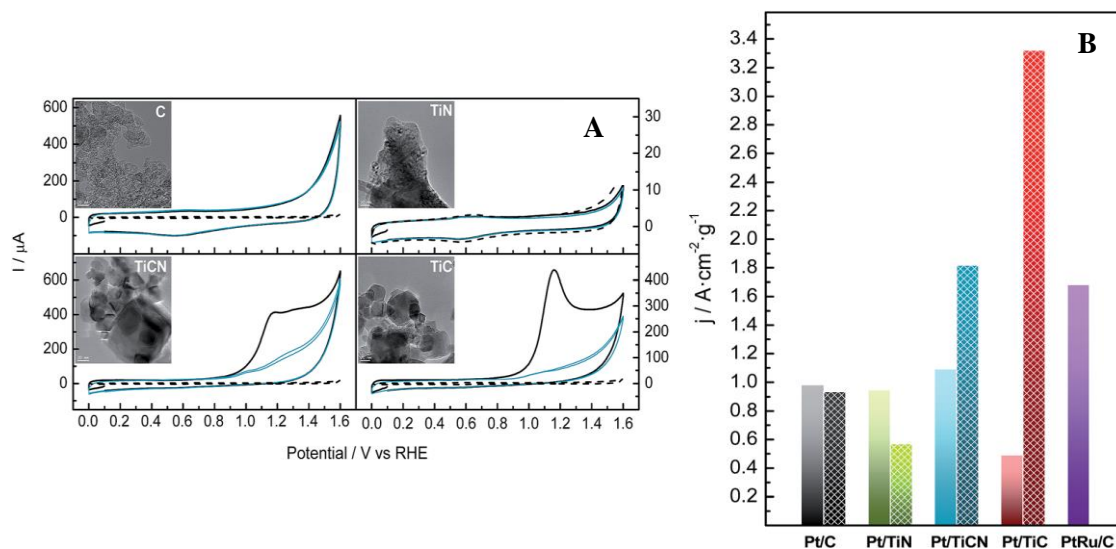 600
400
200
0
C
TiN
A
30
20
10
0
I / μA
600
400
200
0
TiCN
TiC
400
300
200
100
0
0.0 0.2 0.4 0.6 0.8 1.0 1.2 1.4 1.6
0.0 0.2 0.4 0.6 0.8 1.0 1.2 1.4 1.6
Potential / V vs RHE
B
j / A·cm⁻²·g⁻¹
3.4
3.2
3.0
2.8
2.6
2.4
2.2
2.0
1.8
1.6
1.4
1.2
1.0
0.8
0.6
0.4
0.2
Pt/C Pt/TiN Pt/TiCN Pt/TiC PtRu/C